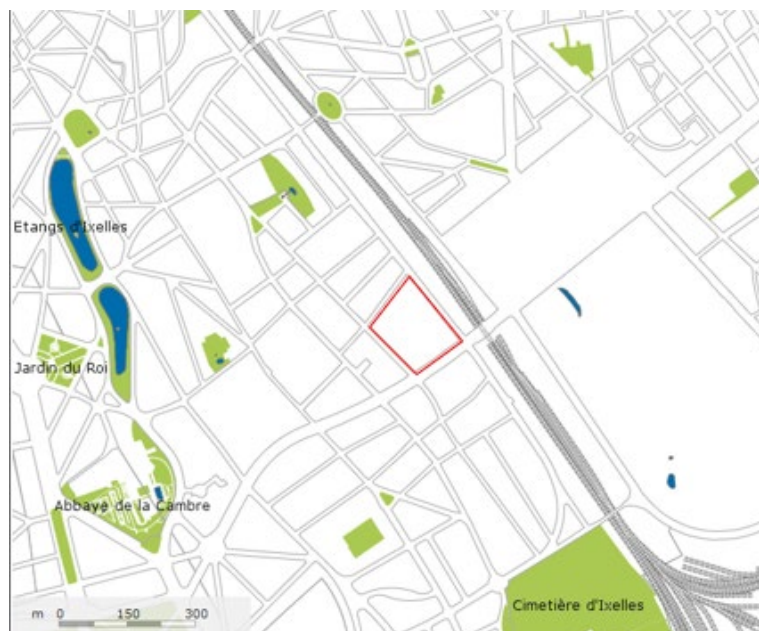 Etangs d'Ixelles
Jardin du Roi
Abbaye de la Cambre
Cimetière d'Ixelles
m 0 150 300